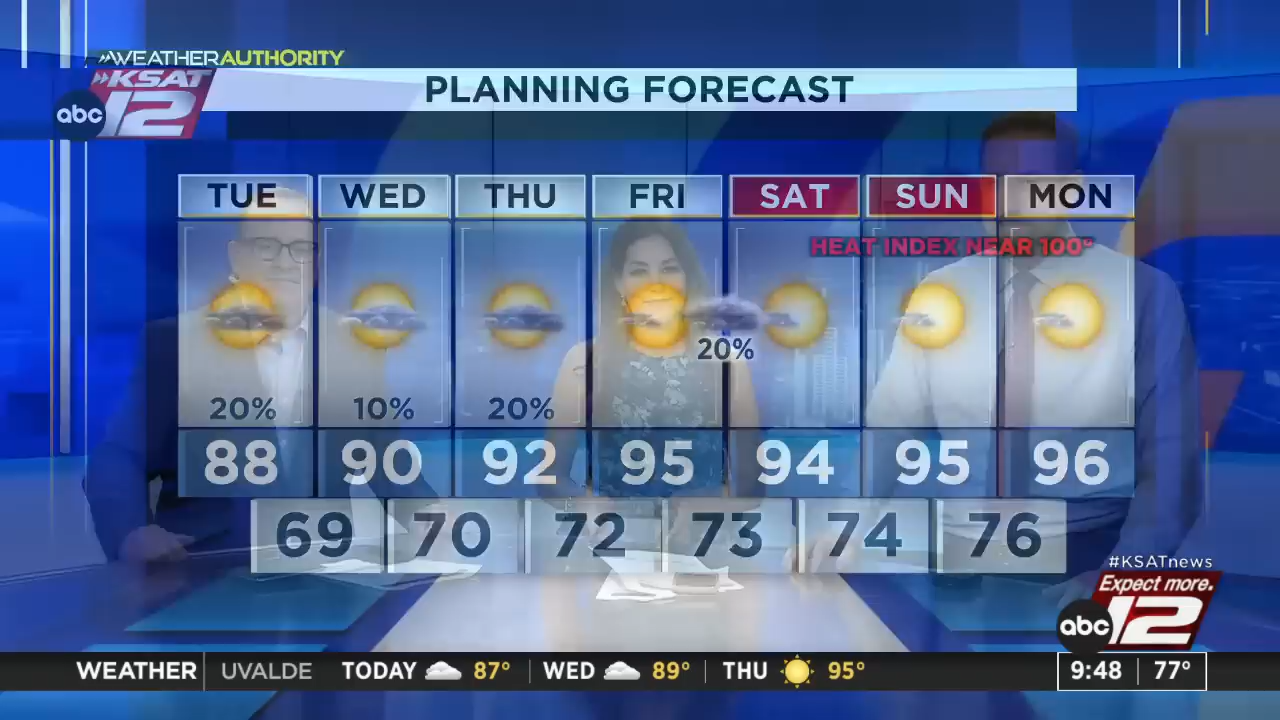 WEATHERAUTHORITY
KSAT
abc 12
PLANNING FORECAST
TUE WED THU FRI SAT SUN MON
HEAT INDEX NEAR 100°
20%
20% 10% 20%
88 90 92 95 94 95 96
69 70 72 73 74 76
#KSATnews
Expect more.
abc 12
WEATHER UVALDE TODAY 87° WED 89° THU 95° 9:48 77°